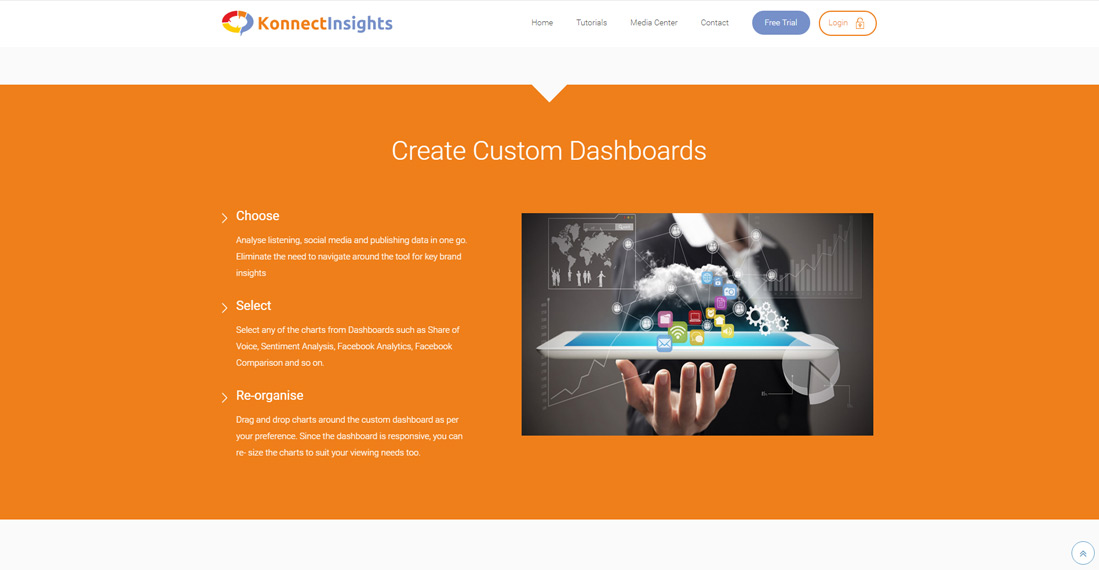 KonnectInsights
Home
Tutorials
Media Center
Contact
Free Trial
Login
Create Custom Dashboards
Choose
Analyse listening, social media and publishing data in one go.
Eliminate the need to navigate around the tool for key brand
insights
Select
Select any of the charts from Dashboards such as Share of
Voice, Sentiment Analysis, Facebook Analytics, Facebook
Comparison and so on.
Re-organise
Drag and drop charts around the custom dashboard as per
your preference. Since the dashboard is responsive, you can
re- size the charts to suit your viewing needs too.